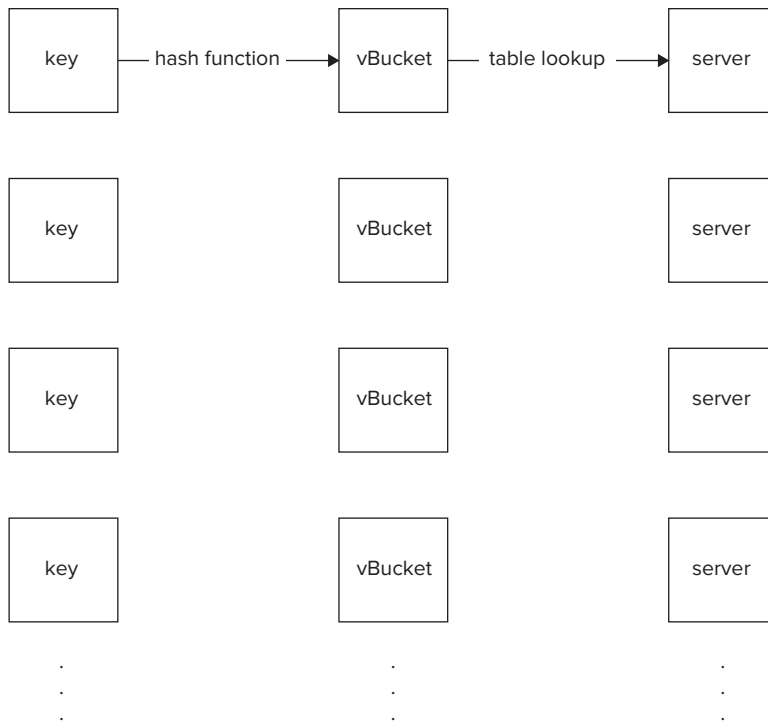 key hash function vBucket table lookup server
key vBucket server
key vBucket server
key vBucket server
. . .
. . .
. . .